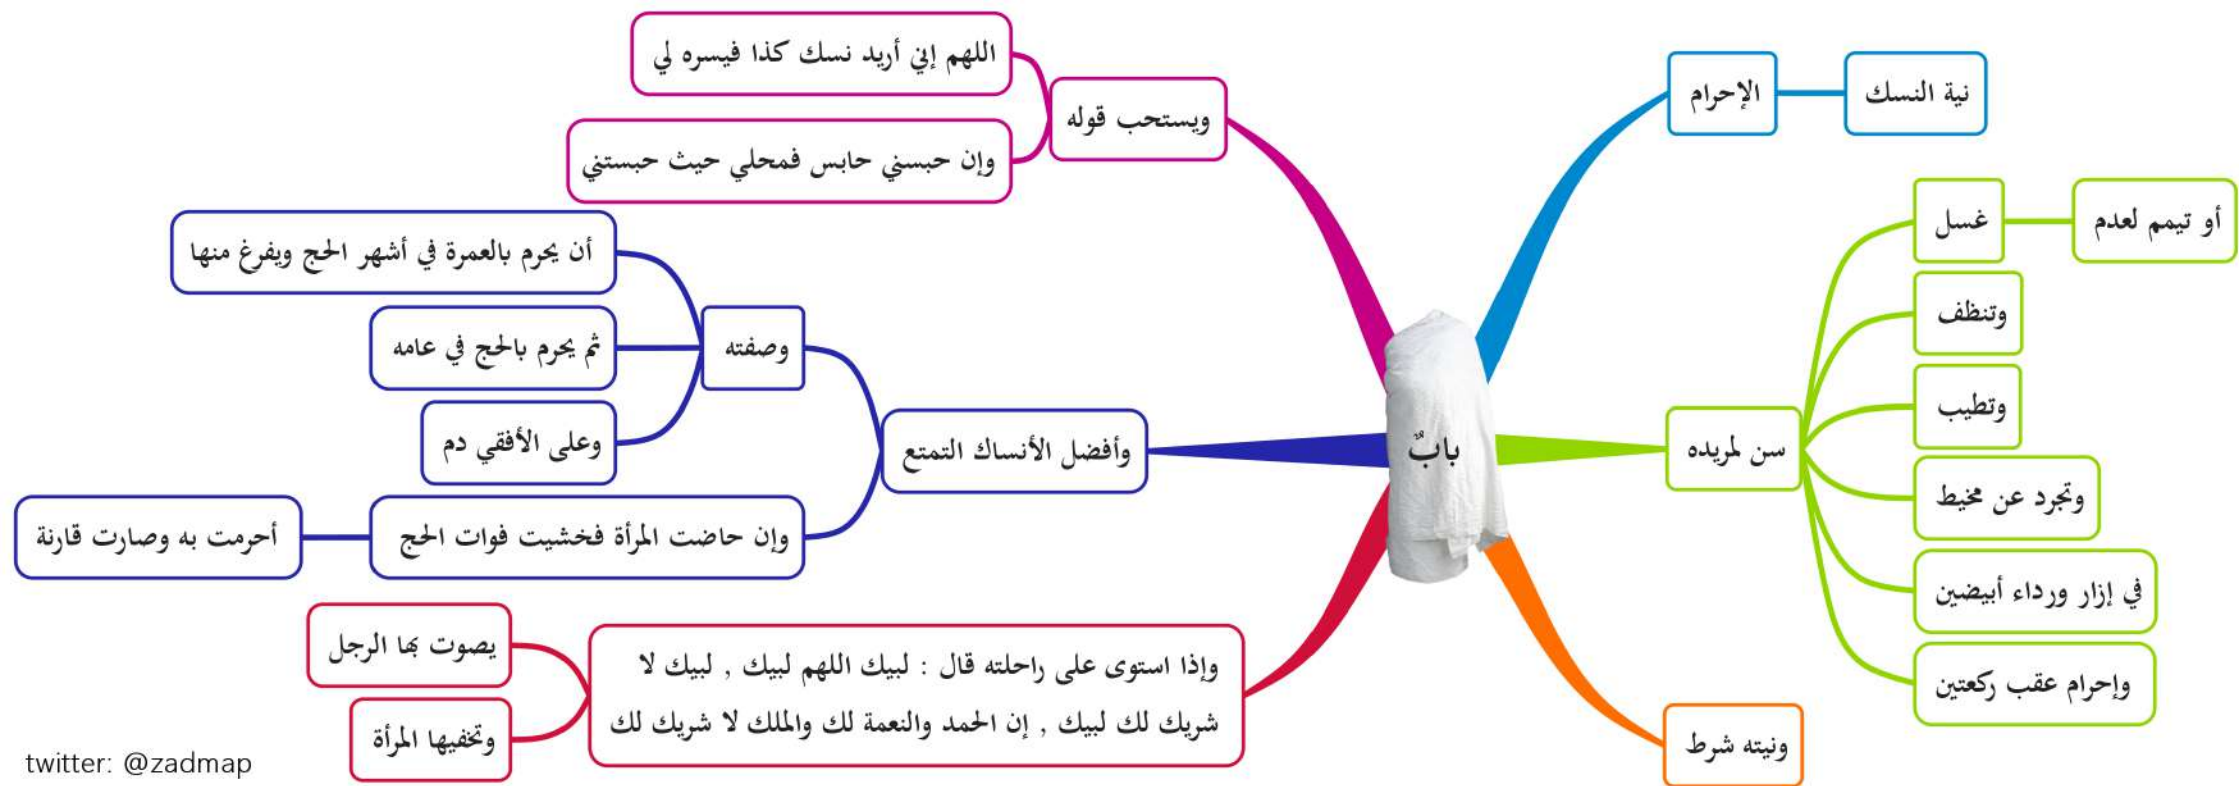 بابٌ
الإحرام
نية النسك
سن لمريده
غسل
أو تيمم لعدم
وتنظف
وتطيب
وتجرد عن مخيط
في إزار ورداء أبيضين
وإحرام عقب ركعتين
ونيته شرط
ويستحب قوله
اللهم إني أريد نسك كذا فيسره لي
وإن حبسني حابس فمحلي حيث حبستني
وأفضل الأنساك التمتع
وصفته
أن يحرم بالعمرة في أشهر الحج ويفرغ منها
ثم يحرم بالحج في عامه
وعلى الأفقي دم
وإن حاضت المرأة فخشيت فوات الحج
أحرمت به وصارت قارنة
وإذا استوى على راحلته قال : لبيك اللهم لبيك , لبيك لا
شريك لك لبيك , إن الحمد والنعمة لك والملك لا شريك لك
يصوت بها الرجل
وتخفيها المرأة
twitter: @zadmap